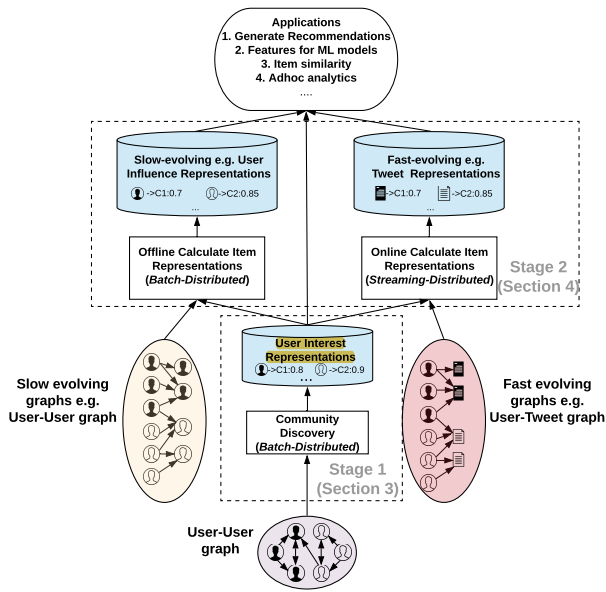 Applications
1. Generate Recommendations
2. Features for ML models
3. Item similarity
4. Adhoc analytics
....
Slow-evolving e.g. User
Influence Representations
->C1:0.7 ->C2:0.85
...
Fast-evolving e.g.
Tweet Representations
->C1:0.7 ->C2:0.85
...
Offline Calculate Item
Representations
(Batch-Distributed)
Online Calculate Item
Representations
(Streaming-Distributed)
Stage 2
(Section 4)
User Interest
Representations
->C1:0.8 ->C2:0.9
...
Slow evolving
graphs e.g.
User-User graph
Fast evolving
graphs e.g.
User-Tweet graph
Community
Discovery
(Batch-Distributed)
Stage 1
(Section 3)
User-User
graph